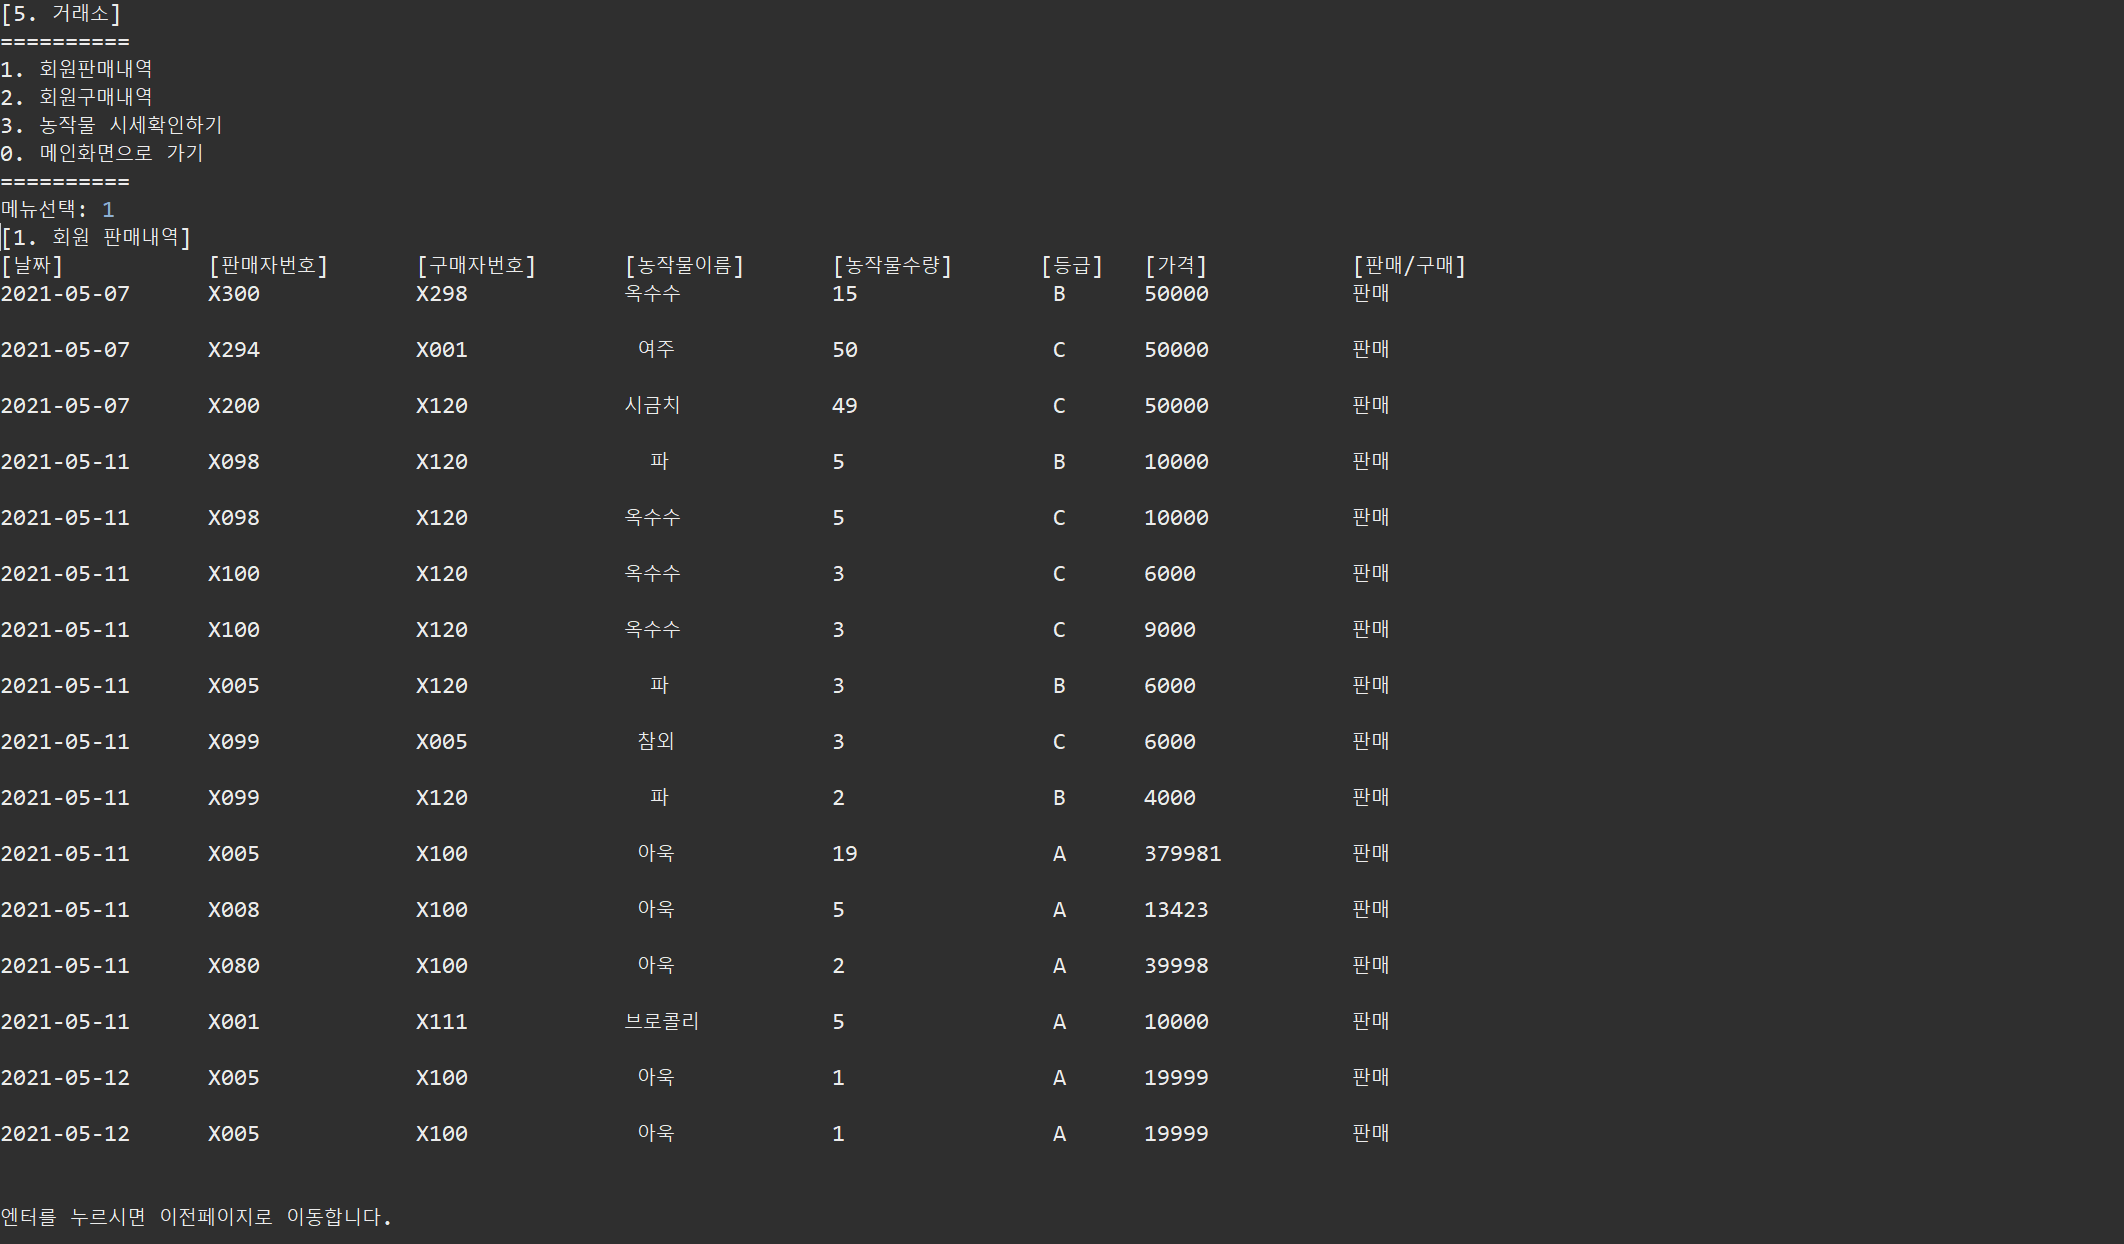 [5. 거래소]
==========
1. 회원판매내역
2. 회원구매내역
3. 농작물 시세확인하기
0. 메인화면으로 가기
==========
메뉴선택: 1
[1. 회원 판매내역]
[날짜] [판매자번호] [구매자번호] [농작물이름] [농작물수량] [등급] [가격] [판매/구매]
2021-05-07 X300 X298 옥수수 15 B 50000 판매
2021-05-07 X294 X001 여주 50 C 50000 판매
2021-05-07 X200 X120 시금치 49 C 50000 판매
2021-05-11 X098 X120 파 5 B 10000 판매
2021-05-11 X098 X120 옥수수 5 C 10000 판매
2021-05-11 X100 X120 옥수수 3 C 6000 판매
2021-05-11 X100 X120 옥수수 3 C 9000 판매
2021-05-11 X005 X120 파 3 B 6000 판매
2021-05-11 X099 X005 참외 3 C 6000 판매
2021-05-11 X099 X120 파 2 B 4000 판매
2021-05-11 X005 X100 아욱 19 A 379981 판매
2021-05-11 X008 X100 아욱 5 A 13423 판매
2021-05-11 X080 X100 아욱 2 A 39998 판매
2021-05-11 X001 X111 브로콜리 5 A 10000 판매
2021-05-12 X005 X100 아욱 1 A 19999 판매
2021-05-12 X005 X100 아욱 1 A 19999 판매
엔터를 누르시면 이전페이지로 이동합니다.